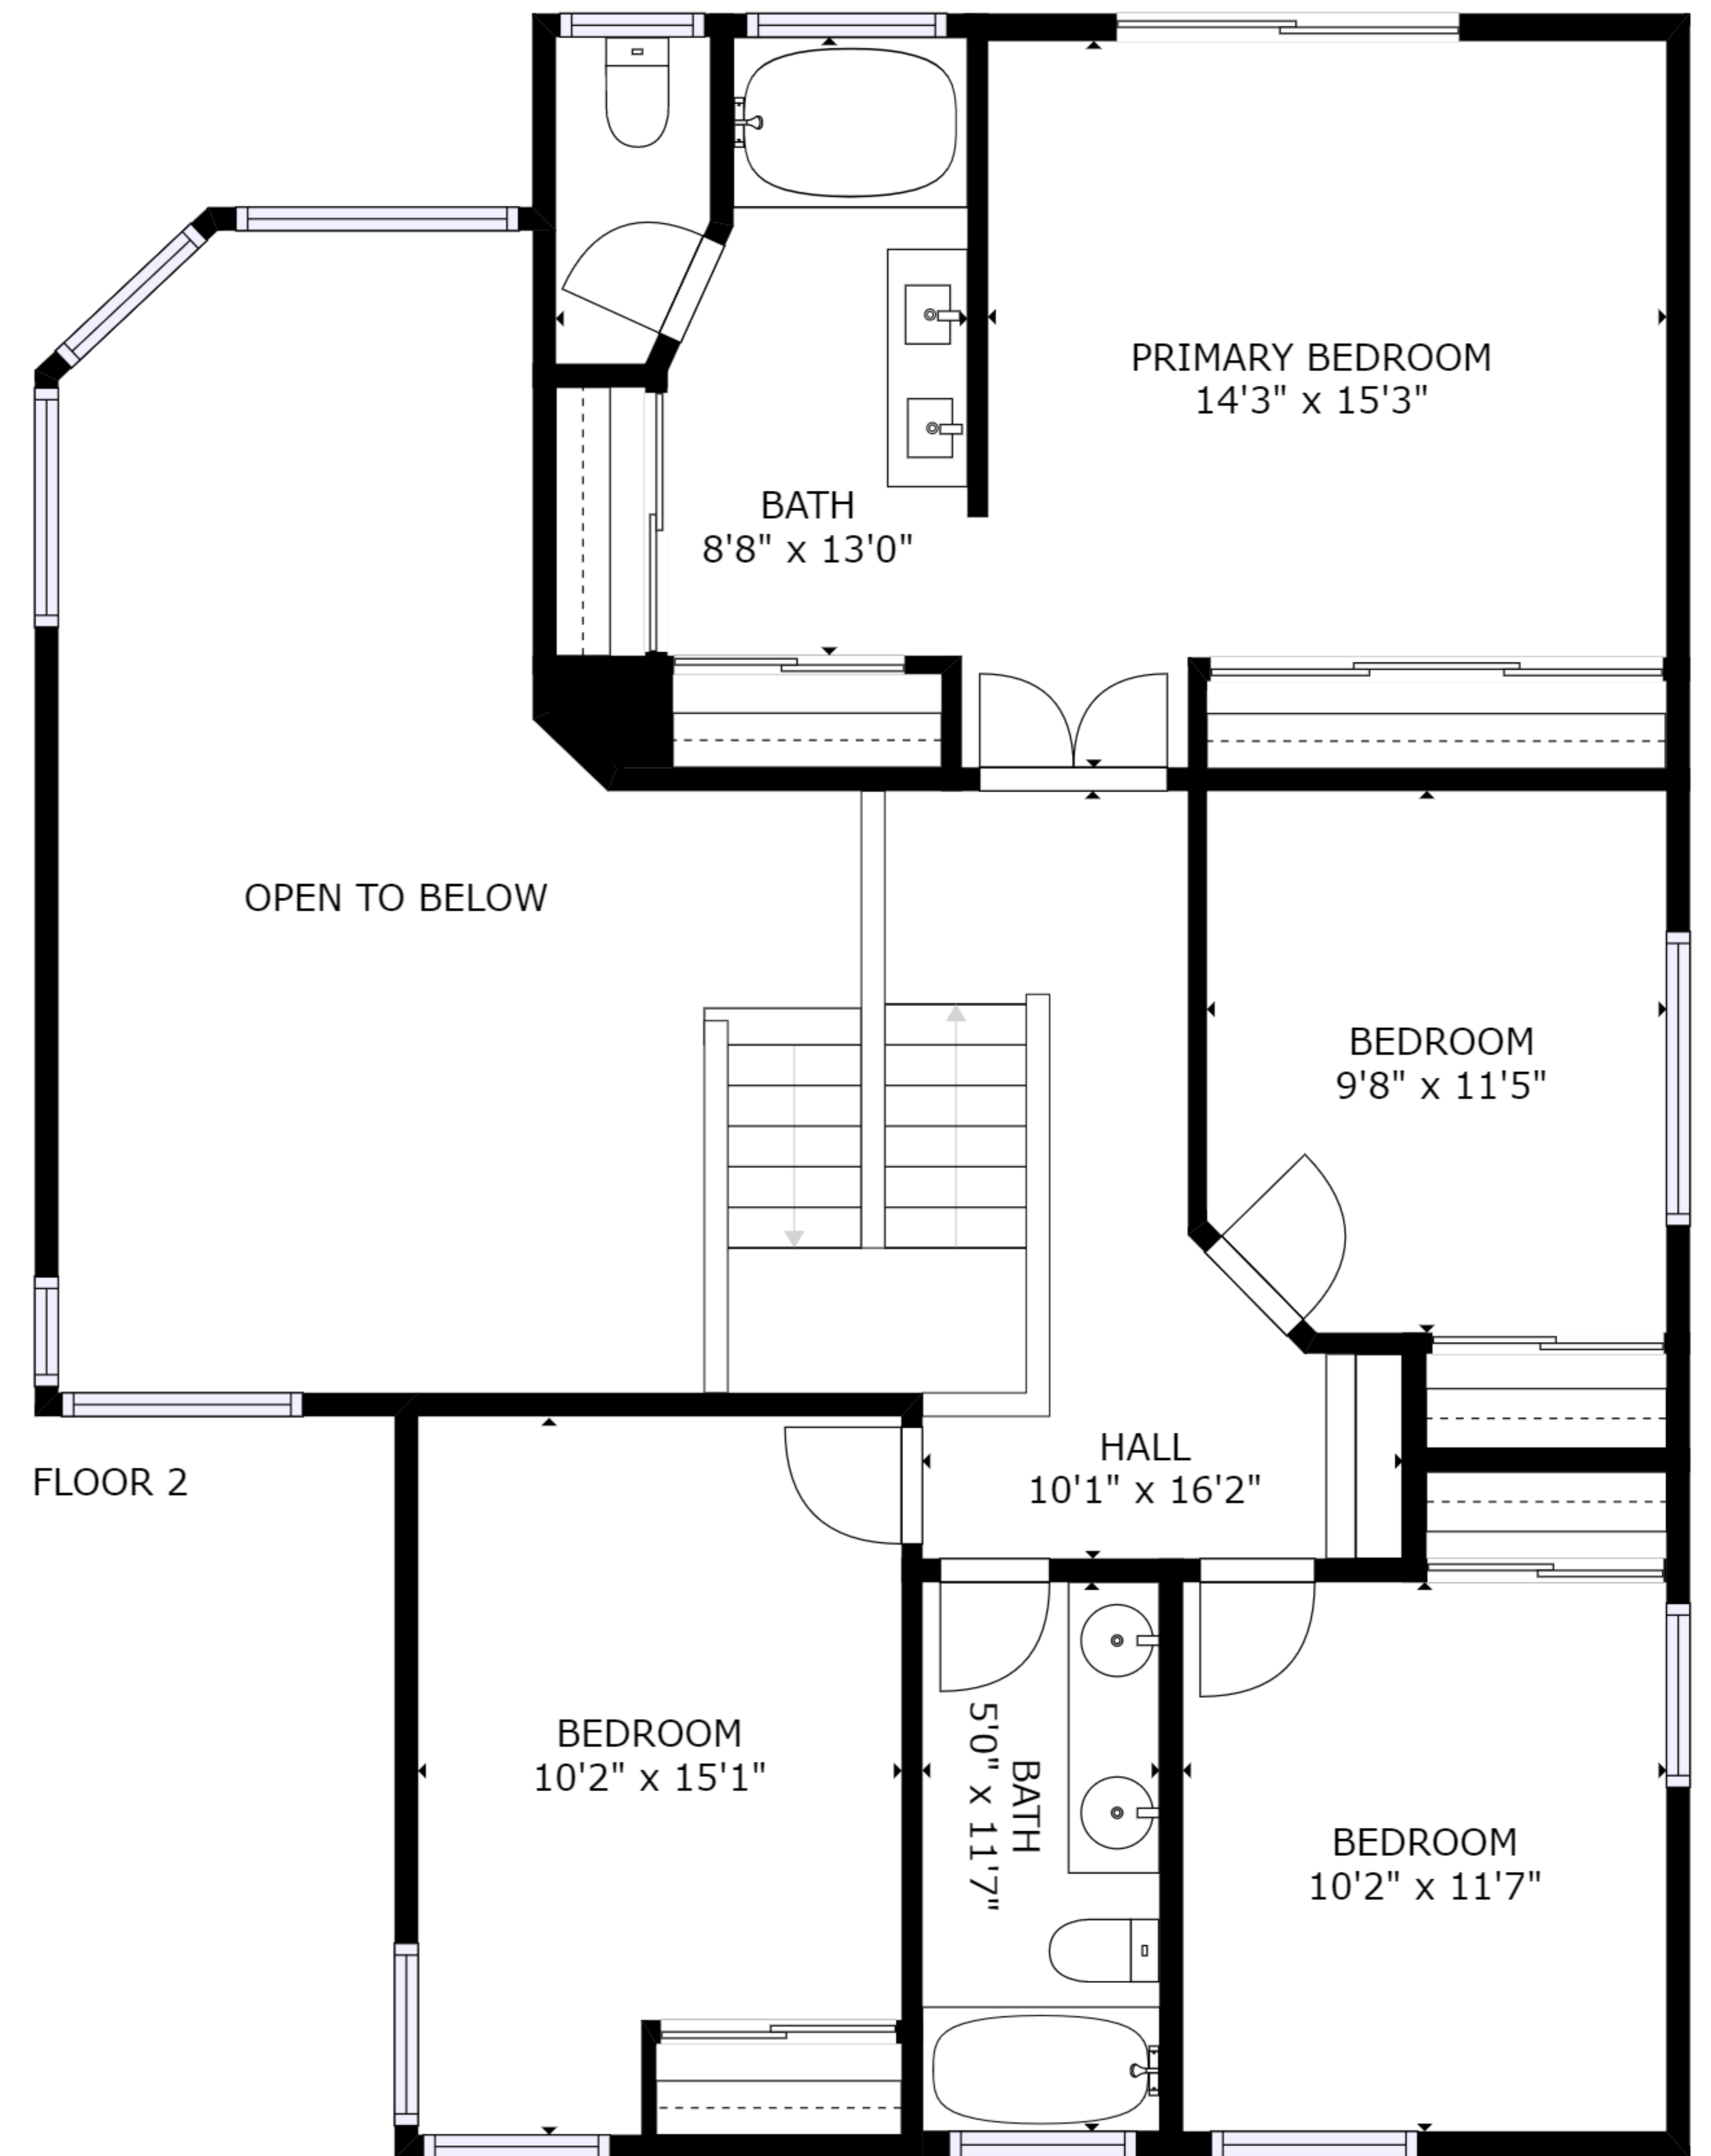 PRIMARY BEDROOM
14'3" x 15'3"
BATH
8'8" x 13'0"
OPEN TO BELOW
BEDROOM
9'8" x 11'5"
HALL
10'1" x 16'2"
FLOOR 2
BEDROOM
10'2" x 15'1"
BATH
5'0" x 11'7"
BEDROOM
10'2" x 11'7"